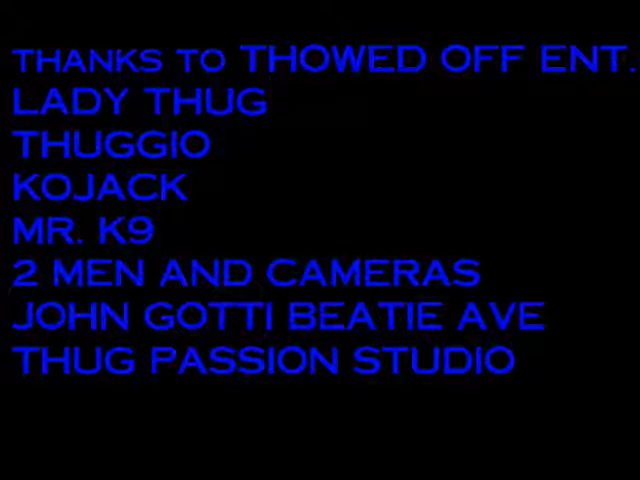 THANKS TO THOWED OFF ENT.
LADY THUG
THUGGIO
KOJACK
MR. K9
2 MEN AND CAMERAS
JOHN GOTTI BEATIE AVE
THUG PASSION STUDIO